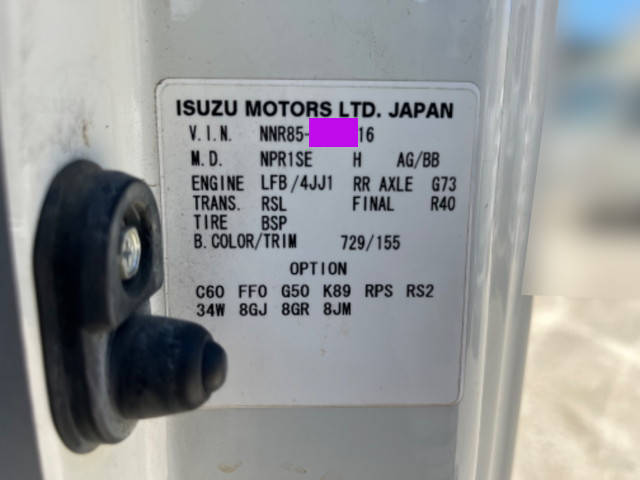 ISUZU MOTORS LTD. JAPAN
V.I.N. NNR85- 16
M.D. NPR1SE H AG/BB
ENGINE LFB/4JJ1 RR AXLE G73
TRANS. RSL FINAL R40
TIRE BSP
B.COLOR/TRIM 729/155
OPTION
C60 FF0 G50 K89 RPS RS2
34W 8GJ 8GR 8JM